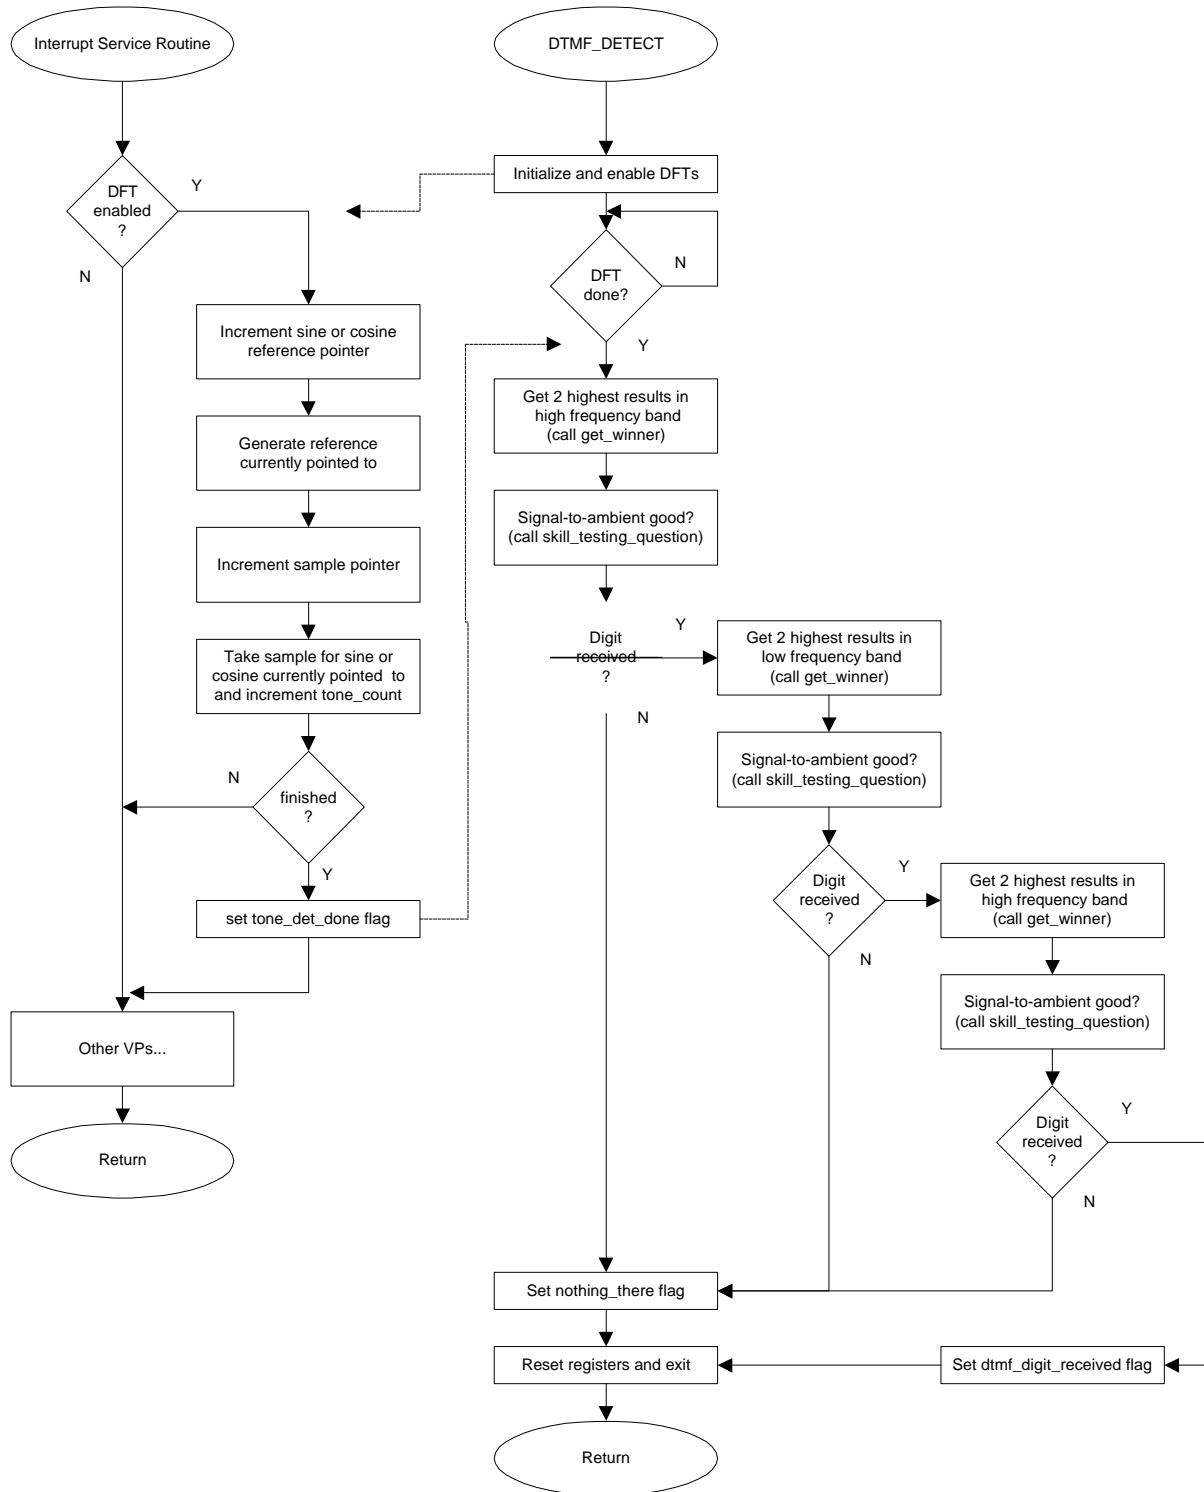 Interrupt Service Routine
DFT
enabled
?
Y
N
Increment sine or cosine
reference pointer
Generate reference
currently pointed to
Increment sample pointer
Take sample for sine or
cosine currently pointed to
and increment tone_count
finished
?
N
Y
set tone_det_done flag
Other VPs...
Return
DTMF_DETECT
Initialize and enable DFTs
DFT
done?
N
Y
Get 2 highest results in
high frequency band
(call get_winner)
Signal-to-ambient good?
(call skill_testing_question)
Digit
received
?
Y
N
Get 2 highest results in
low frequency band
(call get_winner)
Signal-to-ambient good?
(call skill_testing_question)
Digit
received
?
Y
N
Get 2 highest results in
high frequency band
(call get_winner)
Signal-to-ambient good?
(call skill_testing_question)
Digit
received
?
Y
N
Set nothing_there flag
Reset registers and exit
Set dtmf_digit_received flag
Return